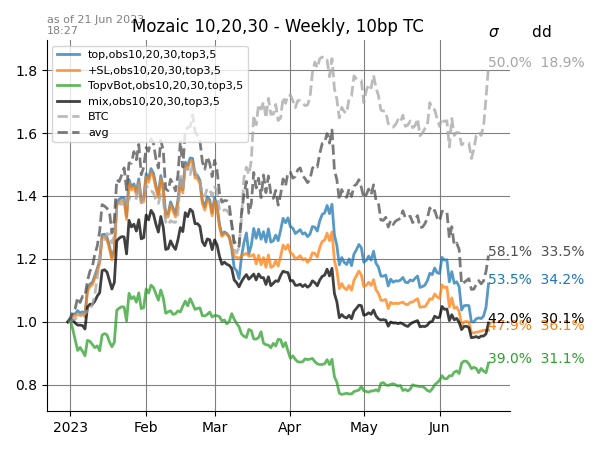 as of 21 Jun 2023
18:27
Mozaic 10,20,30 - Weekly, 10bp TC
σ dd
top,obs10,20,30,top3,5
+SL,obs10,20,30,top3,5
TopvBot,obs10,20,30,top3,5
mix,obs10,20,30,top3,5
BTC
avg
50.0% 18.9%
58.1% 33.5%
53.5% 34.2%
42.0% 30.1%
47.9% 36.1%
39.0% 31.1%
1.8
1.6
1.4
1.2
1.0
0.8
2023 Feb Mar Apr May Jun